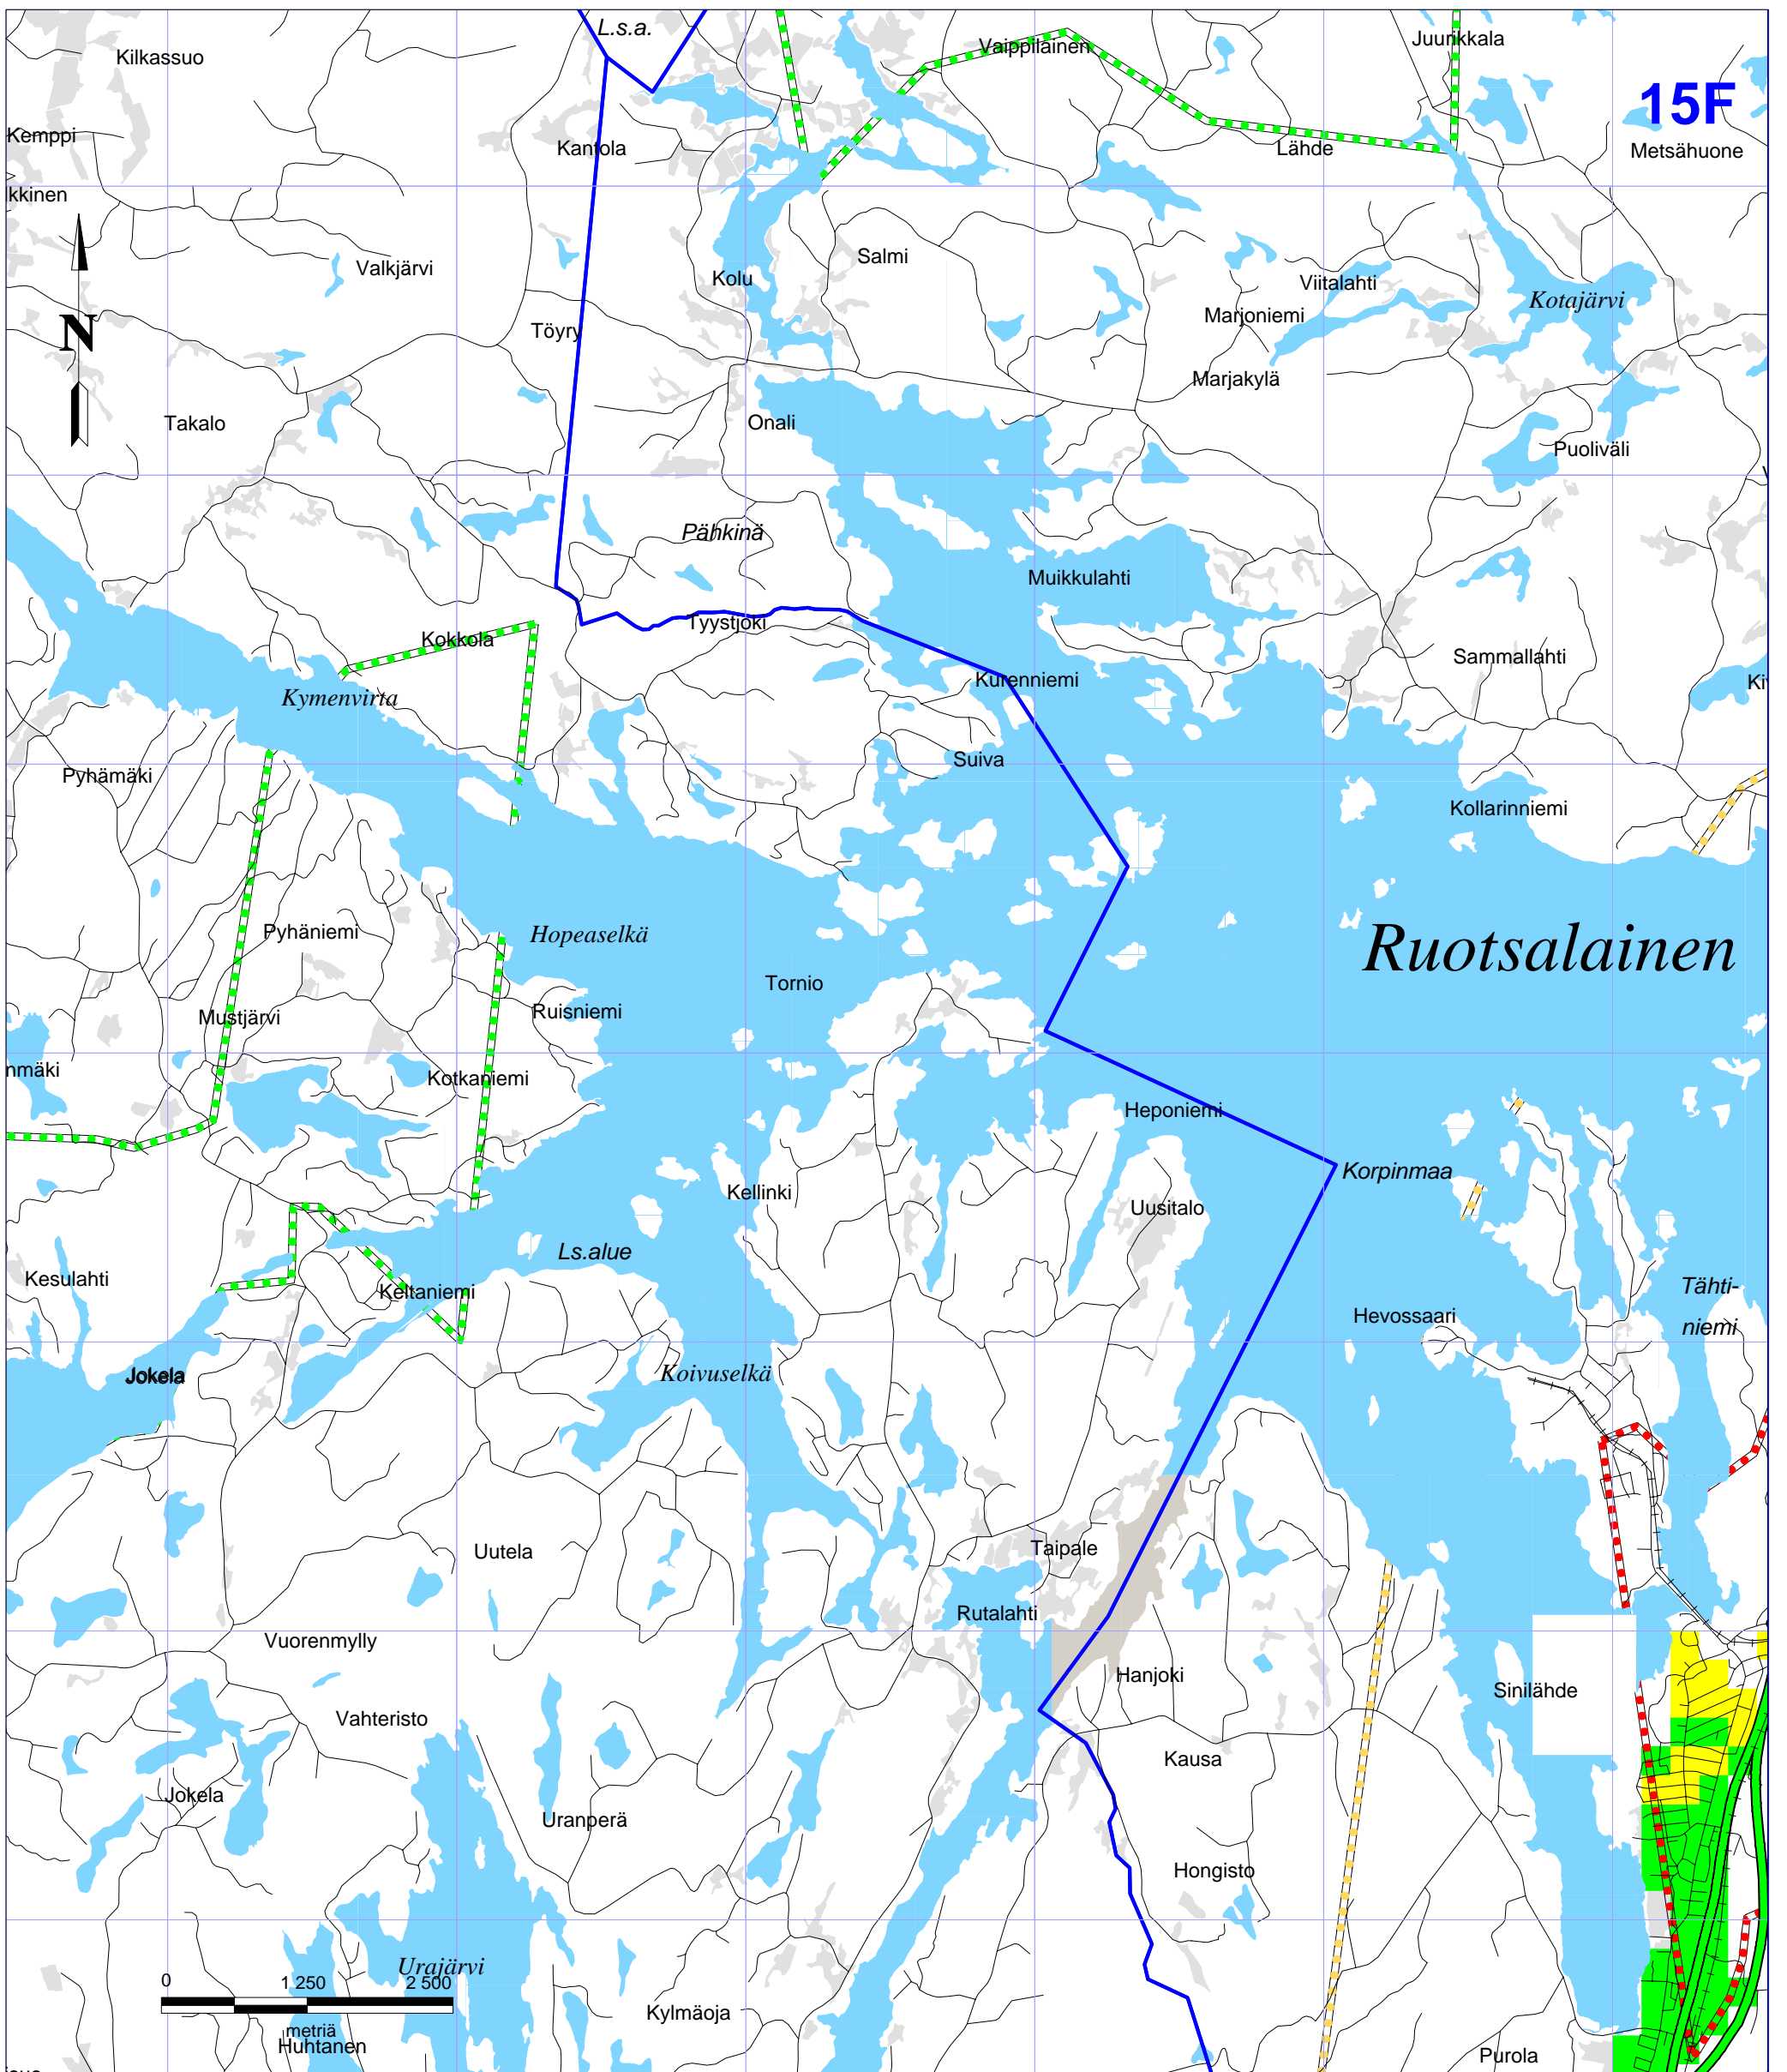 L.s.a.
Kilkassuo
Vaippilainen
Juurikkala
15F
Kemppi
Kantola
Lähde
Metsähuone
kkinen
Valkjärvi
Kolu
Salmi
Viitalahti
Kotajärvi
N
Töyry
Marjoniemi
Marjakylä
Takalo
Onali
Puoliväli
Pähkinä
Muikkulahti
Kokkola
Tyystjoki
Sammallahti
Kymenvirta
Kurenniemi
Ki
Pyhämäki
Suiva
Kollarinniemi
Pyhäniemi
Hopeaselkä
Ruotsalainen
Tornio
Mustjärvi
Ruisniemi
nmäki
Kotkaniemi
Heponiemi
Korpinmaa
Kellinki
Uusitalo
Ls.alue
Kesulahti
Keltaniemi
Tähti-
niemi
Hevossaari
Jokela
Koivuselkä
Uutela
Taipale
Rutalahti
Vuorenmylly
Hanjoki
Sinilähde
Vahteristo
Kausa
Jokela
Uranperä
Hongisto
Urajärvi
0 1 250 2 500
metriä
Kylmäoja
Huhtanen
Purola